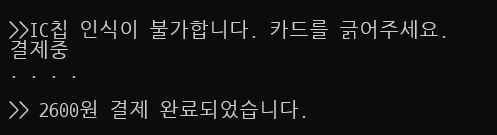 >>IC칩 인식이 불가합니다. 카드를 긁어주세요.
결제중
. . . .
>> 2600원 결제 완료되었습니다.